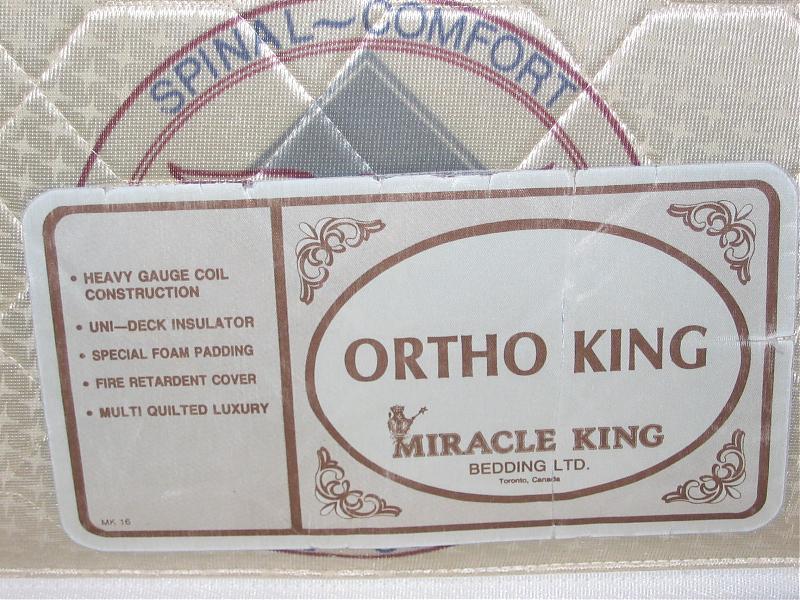 SPINAL~COMFORT
• HEAVY GAUGE COIL
CONSTRUCTION
• UNI—DECK INSULATOR
• SPECIAL FOAM PADDING
• FIRE RETARDENT COVER
• MULTI QUILTED LUXURY
MK 16
ORTHO KING
MIRACLE KING
BEDDING LTD.
Toronto, Canada